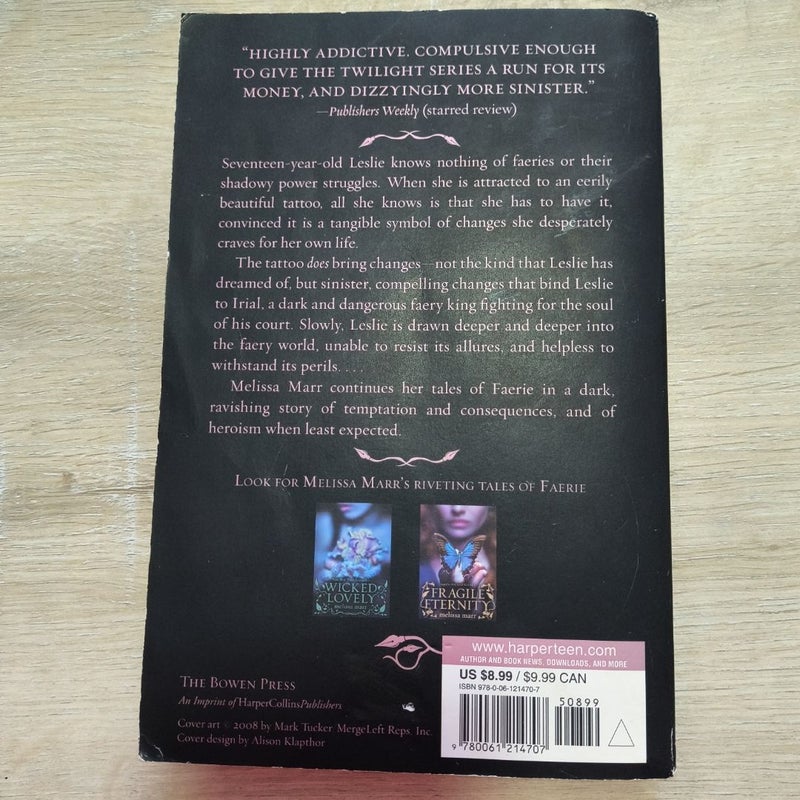 “HIGHLY ADDICTIVE. COMPULSIVE ENOUGH
TO GIVE THE TWILIGHT SERIES A RUN FOR ITS
MONEY, AND DIZZYINGLY MORE SINISTER.”
—Publishers Weekly (starred review)
Seventeen-year-old Leslie knows nothing of faeries or their
shadowy power struggles. When she is attracted to an eerily
beautiful tattoo, all she knows is that she has to have it,
convinced it is a tangible symbol of changes she desperately
craves for her own life.
The tattoo does bring changes—not the kind that Leslie has
dreamed of, but sinister, compelling changes that bind Leslie
to Irial, a dark and dangerous faery king fighting for the soul
of his court. Slowly, Leslie is drawn deeper and deeper into
the faery world, unable to resist its allures, and helpless to
withstand its perils. . . .
Melissa Marr continues her tales of Faerie in a dark,
ravishing story of temptation and consequences, and of
heroism when least expected.
LOOK FOR MELISSA MARR’S RIVETING TALES OF FAERIE
WICKED
LOVELY
melissa marr
FRAGILE
ETERNITY
melissa marr
www.harperteen.com
AUTHOR AND BOOK NEWS, DOWNLOADS, AND MORE
US $8.99 / $9.99 CAN
ISBN 978-0-06-121470-7
50899
9 780061 214707
THE BOWEN PRESS
An Imprint of HarperCollinsPublishers
Cover art © 2008 by Mark Tucker/MergeLeft Reps, Inc.
Cover design by Alison Klapthor